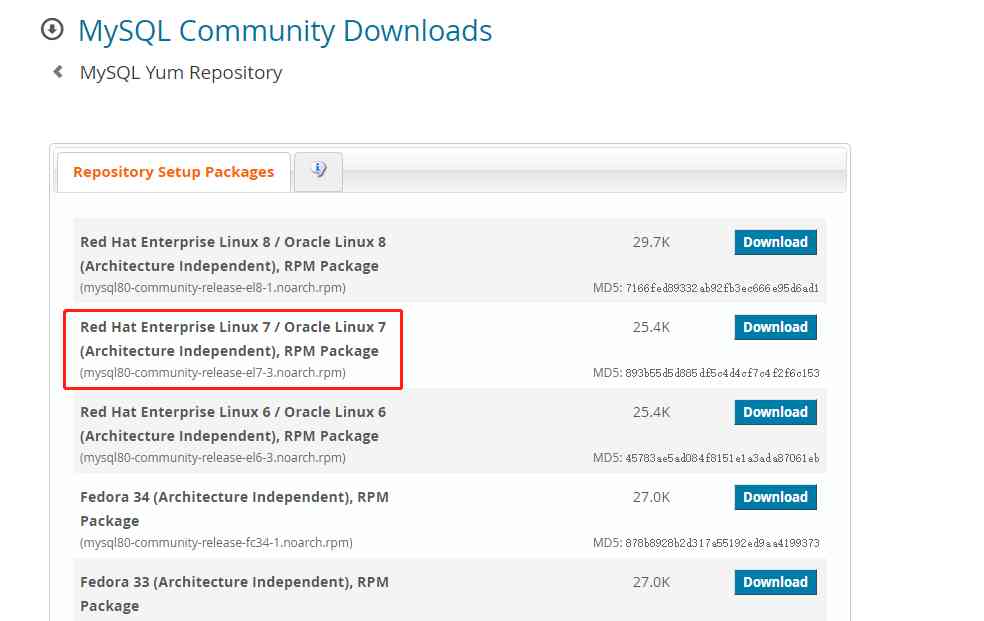 MySQL Community Downloads
MySQL Yum Repository
Repository Setup Packages
Red Hat Enterprise Linux 8 / Oracle Linux 8 29.7K Download
(Architecture Independent), RPM Package
(mysql80-community-release-el8-1.noarch.rpm) MD5: 7166fed89332ab92fb3ec666e95d6ad1
Red Hat Enterprise Linux 7 / Oracle Linux 7 25.4K Download
(Architecture Independent), RPM Package
(mysql80-community-release-el7-3.noarch.rpm) MD5: 893b55d5d885df5c4d4cf7c4f2f6c153
Red Hat Enterprise Linux 6 / Oracle Linux 6 25.4K Download
(Architecture Independent), RPM Package
(mysql80-community-release-el6-3.noarch.rpm) MD5: 45783ae5ad084f8151e1a3ada87061eb
Fedora 34 (Architecture Independent), RPM 27.0K Download
Package
(mysql80-community-release-fc34-1.noarch.rpm) MD5: 878b8928b2d317a55192ed9aa4199373
Fedora 33 (Architecture Independent), RPM 27.0K Download
Package